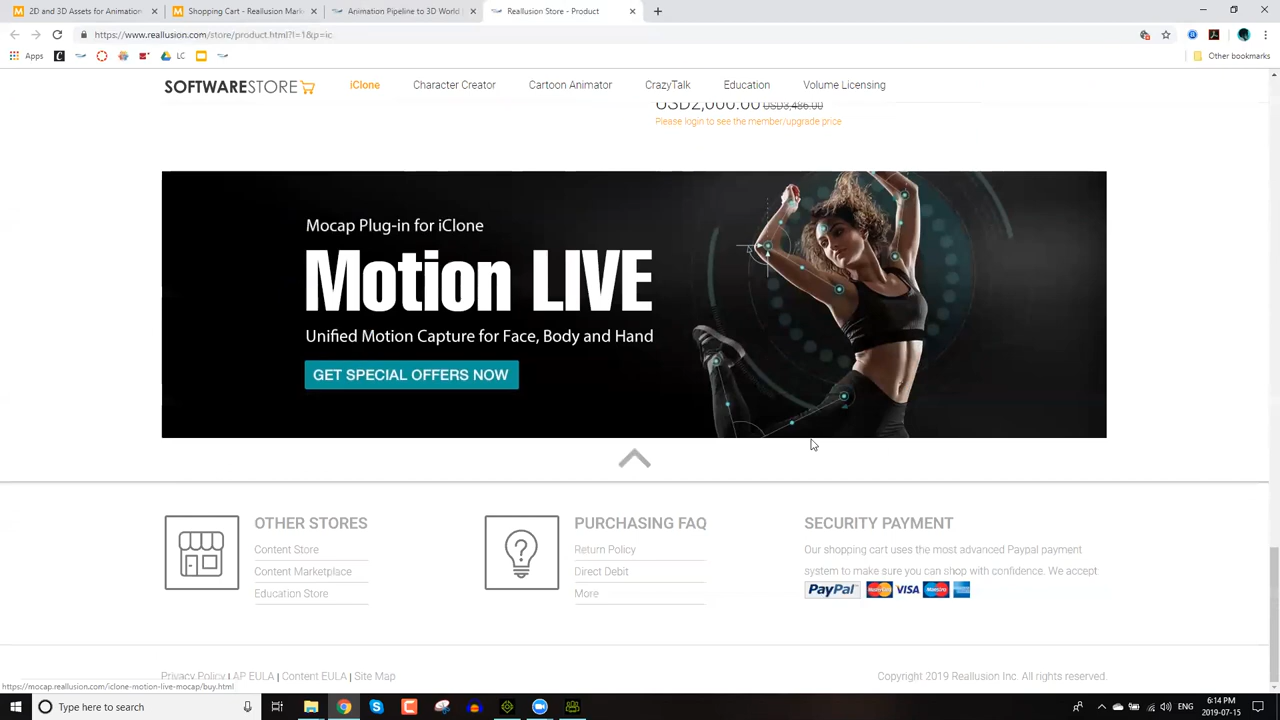 2D and 3D Assets for Animation
Shopping Cart - Reallusion Mark
Animation Pipeline to 3D World
Reallusion Store - Product
https://www.reallusion.com/store/product.html?l=1&p=ic
Apps
LC
Other bookmarks
SOFTWARESTORE
iClone
Character Creator
Cartoon Animator
CrazyTalk
Education
Volume Licensing
USD2,000.00 USD3,486.00
Please login to see the member/upgrade price
Mocap Plug-in for iClone
Motion LIVE
Unified Motion Capture for Face, Body and Hand
GET SPECIAL OFFERS NOW
OTHER STORES
Content Store
Content Marketplace
Education Store
PURCHASING FAQ
Return Policy
Direct Debit
More
SECURITY PAYMENT
Our shopping cart uses the most advanced Paypal payment
system to make sure you can shop with confidence. We accept
PayPal MasterCard VISA Maestro
Privacy Policy | AP EULA | Content EULA | Site Map
Copyright 2019 Reallusion Inc. All rights reserved.
https://mocap.reallusion.com/iclone-motion-live-mocap/buy.html
Type here to search
6:14 PM
2019-07-15